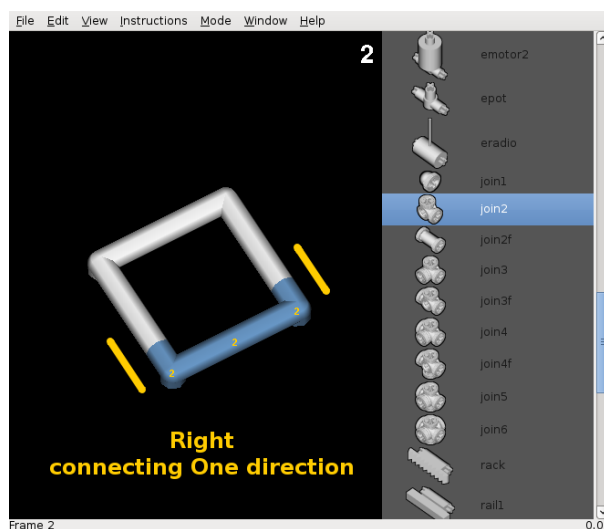 File Edit View Instructions Mode Window Help
2
emotor2
epot
eradio
join1
join2
join2f
join3
join3f
join4
join4f
join5
join6
rack
rail1
2
2
2
Right
connecting One direction
Frame 2
0.0